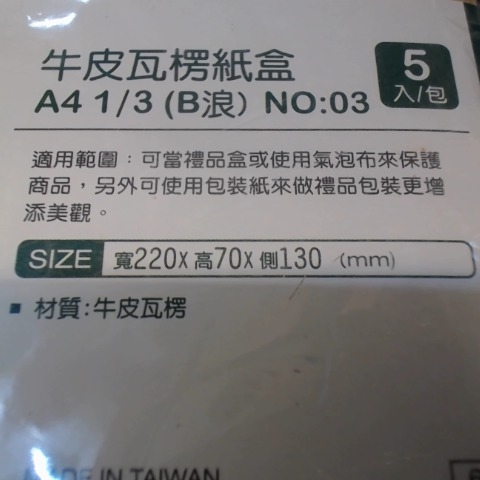 牛皮瓦楞紙盒
A4 1/3 (B浪) NO:03
5
入/包
適用範圍：可當禮品盒或使用氣泡布來保護
商品，另外可使用包裝紙來做禮品包裝更增
添美觀。
SIZE 寬220X高70X側130 (mm)
▪ 材質:牛皮瓦楞
MADE IN TAIWAN